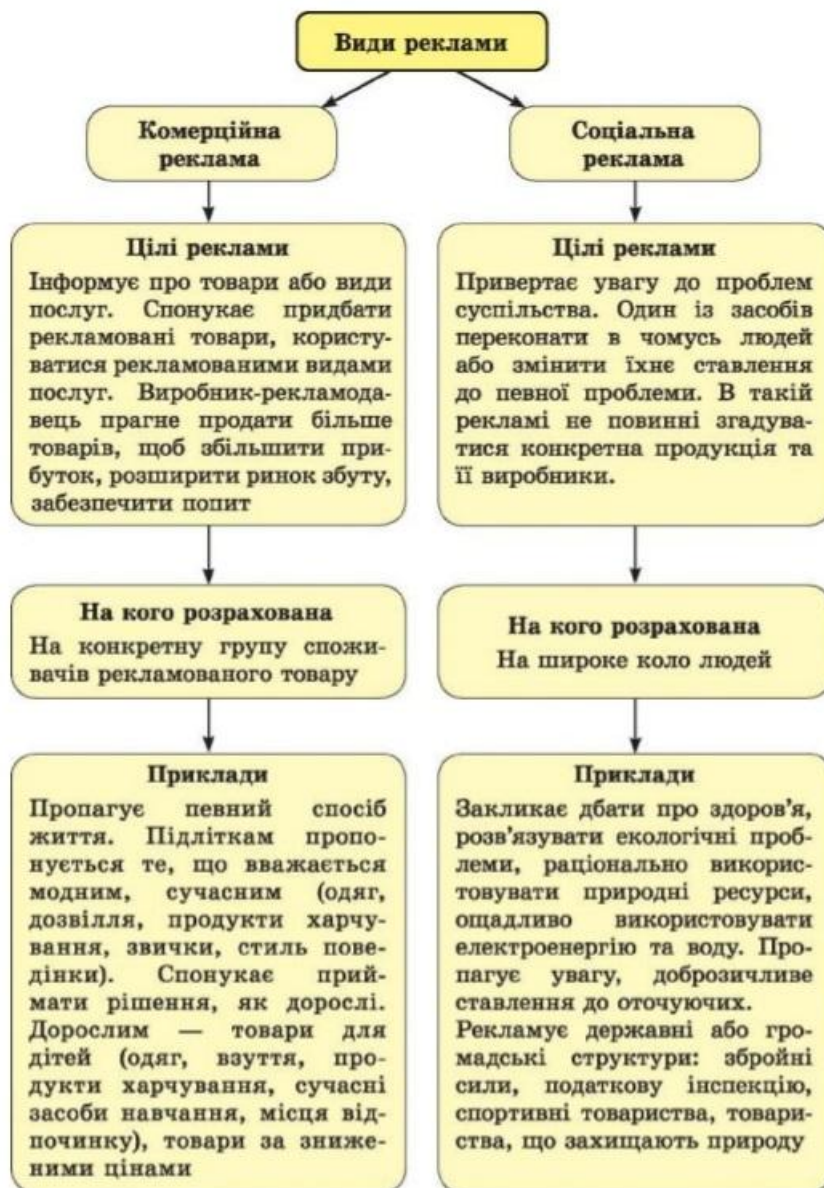 Види реклами
Комерційна
реклама
Цілі реклами
Інформує про товари або види
послуг. Спонукає придбати
рекламовані товари, користу-
ватися рекламованими видами
послуг. Виробник-рекламода-
вець прагне продати більше
товарів, щоб збільшити при-
буток, розширити ринок збуту,
забезпечити попит
На кого розрахована
На конкретну групу спожи-
вачів рекламованого товару
Приклади
Пропагує певний спосіб
життя. Підліткам пропо-
нується те, що вважається
модним, сучасним (одяг,
дозвілля, продукти харчу-
вання, звички, стиль пове-
дінки). Спонукає прий-
мати рішення, як дорослі.
Дорослим — товари для
дітей (одяг, взуття, про-
дукти харчування, сучасні
засоби навчання, місця від-
починку), товари за зниже-
ними цінами
Соціальна
реклама
Цілі реклами
Привертає увагу до проблем
суспільства. Один із засобів
переконати в чомусь людей
або змінити їхнє ставлення
до певної проблеми. В такій
рекламі не повинні згадува-
тися конкретна продукція та
її виробники.
На кого розрахована
На широке коло людей
Приклади
Закликає дбати про здоров'я,
розв'язувати екологічні проб-
леми, раціонально викорис-
товувати природні ресурси,
ощадливо використовувати
електроенергію та воду. Про-
пагує увагу, доброзичливе
ставлення до оточуючих.
Рекламує державні або гро-
мадські структури: збройні
сили, податкову інспекцію,
спортивні товариства, товари-
ства, що захищають природу